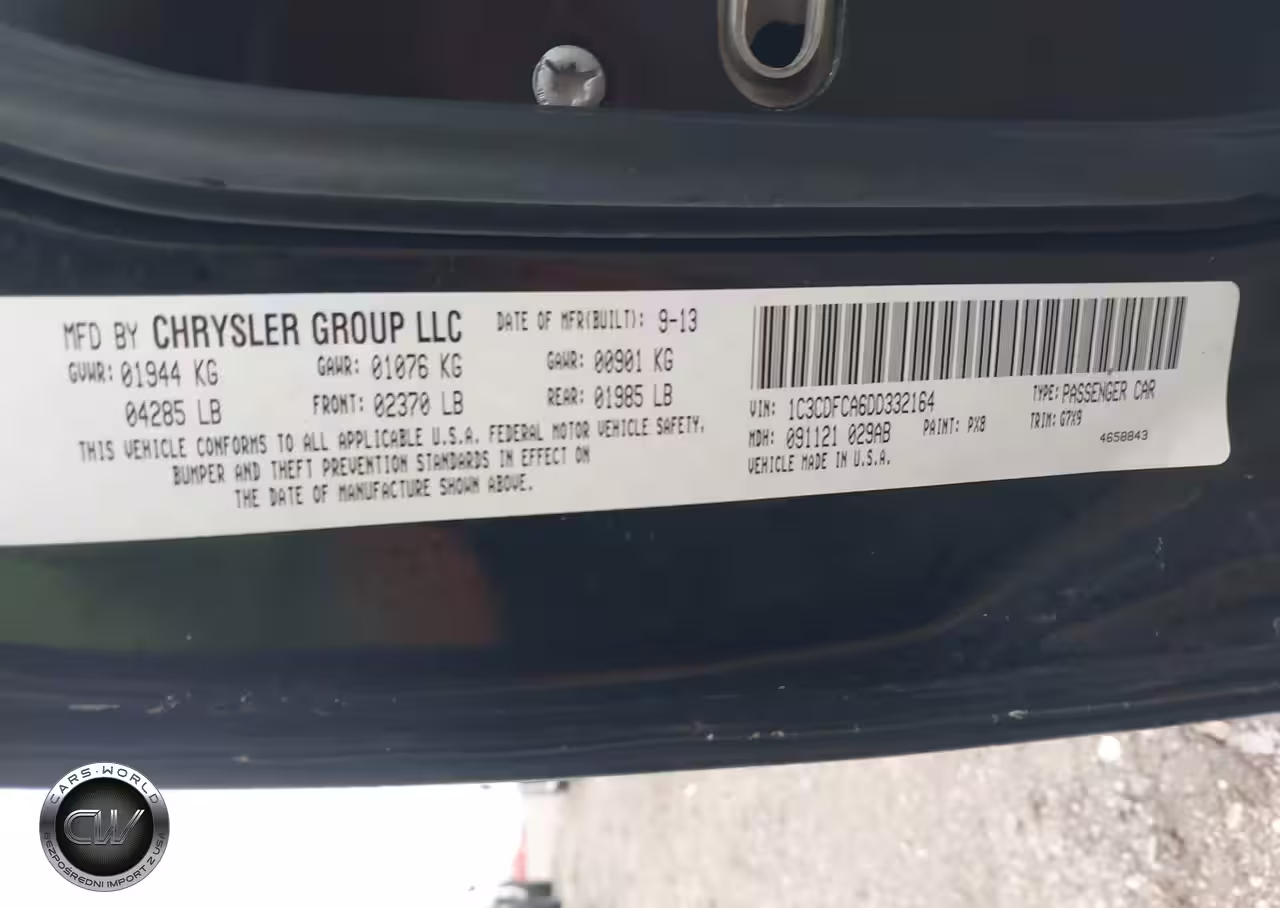 MFD BY CHRYSLER GROUP LLC DATE OF MFR(BUILT): 9-13
GVWR: 01944 KG GAWR: 01076 KG GAWR: 00901 KG
04285 LB FRONT: 02370 LB REAR: 01985 LB
THIS VEHICLE CONFORMS TO ALL APPLICABLE U.S.A. FEDERAL MOTOR VEHICLE SAFETY,
BUMPER AND THEFT PREVENTION STANDARDS IN EFFECT ON
THE DATE OF MANUFACTURE SHOWN ABOVE.
VIN: 1C3CDFCA6DD332164 TYPE: PASSENGER CAR
MDH: 091121 029AB PAINT: PX8 TRIM: G7X9
VEHICLE MADE IN U.S.A. 4658843
CARS-WORLD
CW
BEZPOŚREDNI IMPORT Z USA